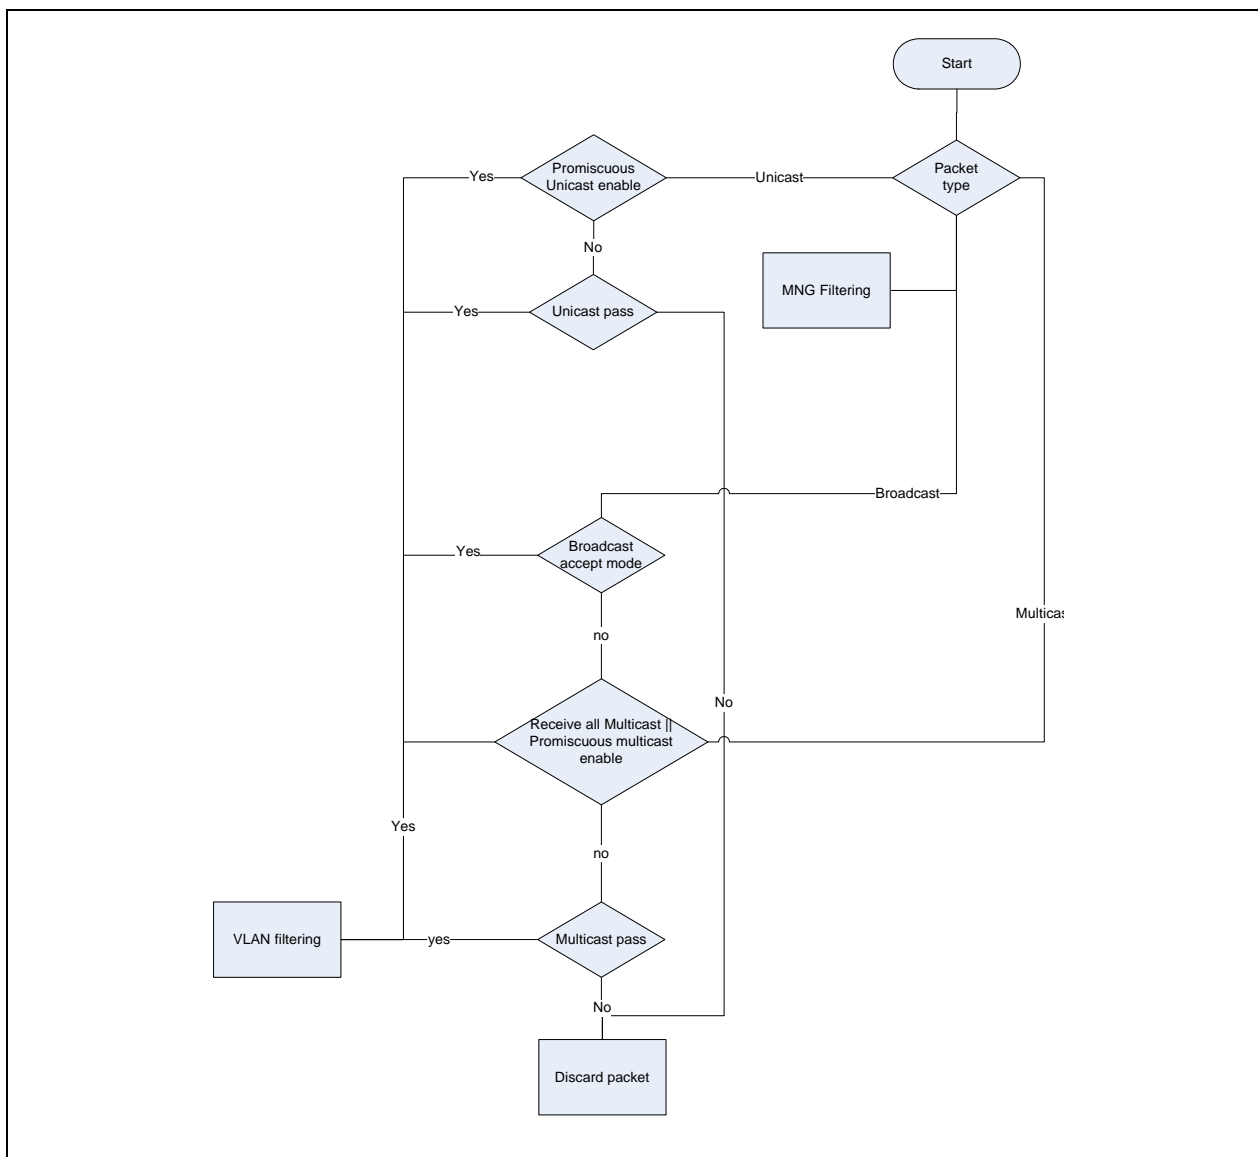 Start
Packet
type
Unicast
Promiscuous
Unicast enable
Yes
No
MNG Filtering
Unicast pass
Yes
Broadcast
Broadcast
accept mode
Yes
no
Multicas
No
Receive all Multicast ||
Promiscuous multicast
enable
Yes
no
VLAN filtering
yes
Multicast pass
No
Discard packet